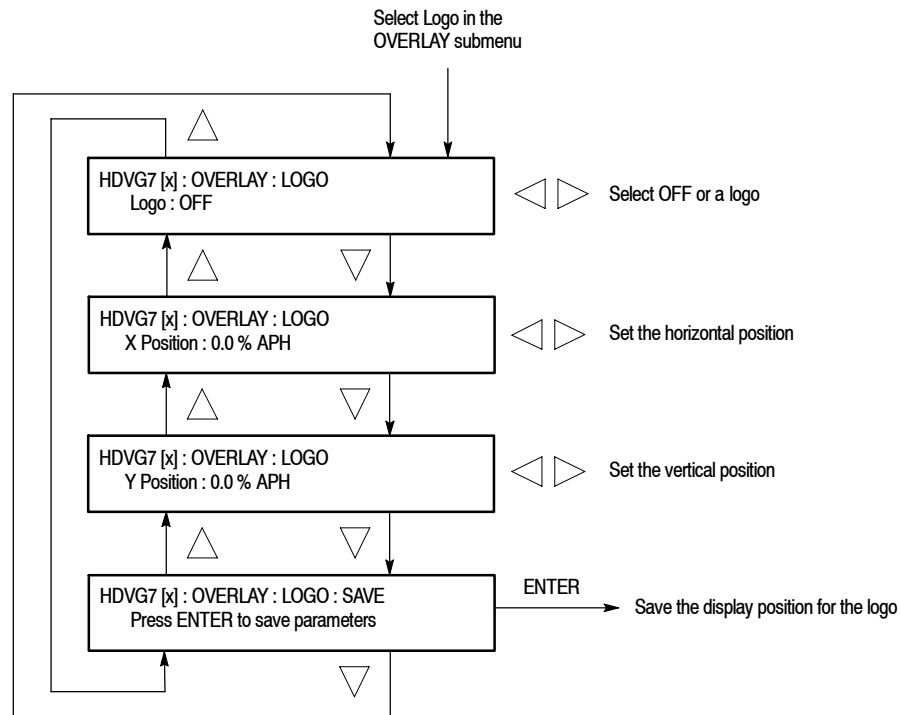 Select Logo in the
OVERLAY submenu
HDVG7 [x] : OVERLAY : LOGO
Logo : OFF
Select OFF or a logo
HDVG7 [x] : OVERLAY : LOGO
X Position : 0.0 % APH
Set the horizontal position
HDVG7 [x] : OVERLAY : LOGO
Y Position : 0.0 % APH
Set the vertical position
HDVG7 [x] : OVERLAY : LOGO : SAVE
Press ENTER to save parameters
ENTER
Save the display position for the logo